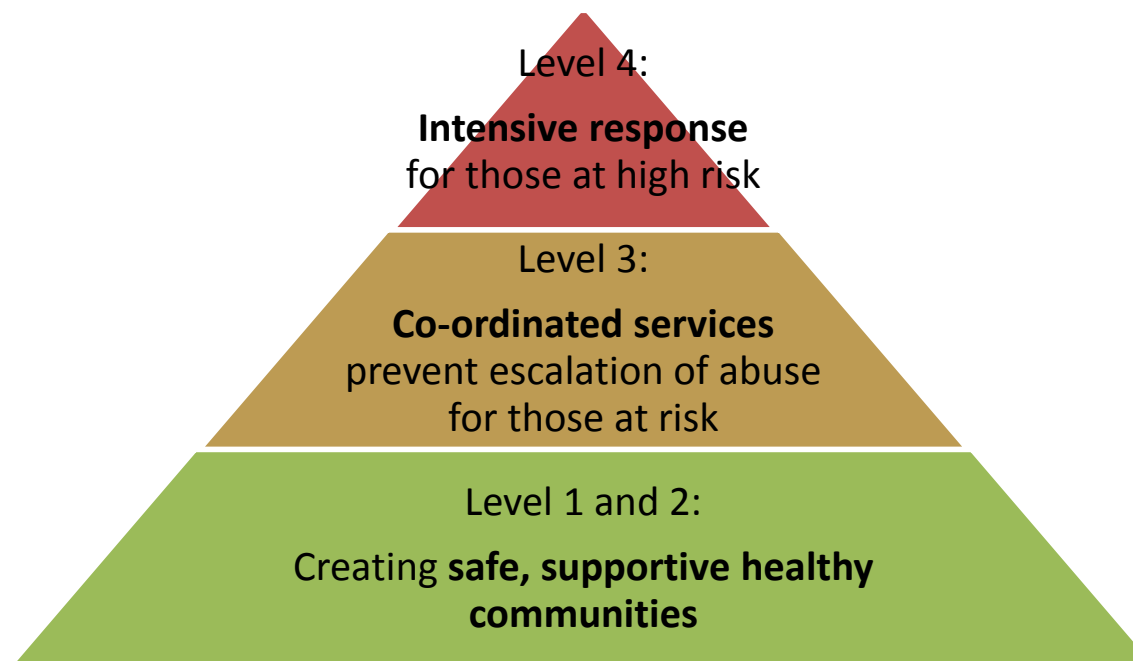 Level 4:
Intensive response
for those at high risk
Level 3:
Co-ordinated services
prevent escalation of abuse
for those at risk
Level 1 and 2:
Creating safe, supportive healthy
communities